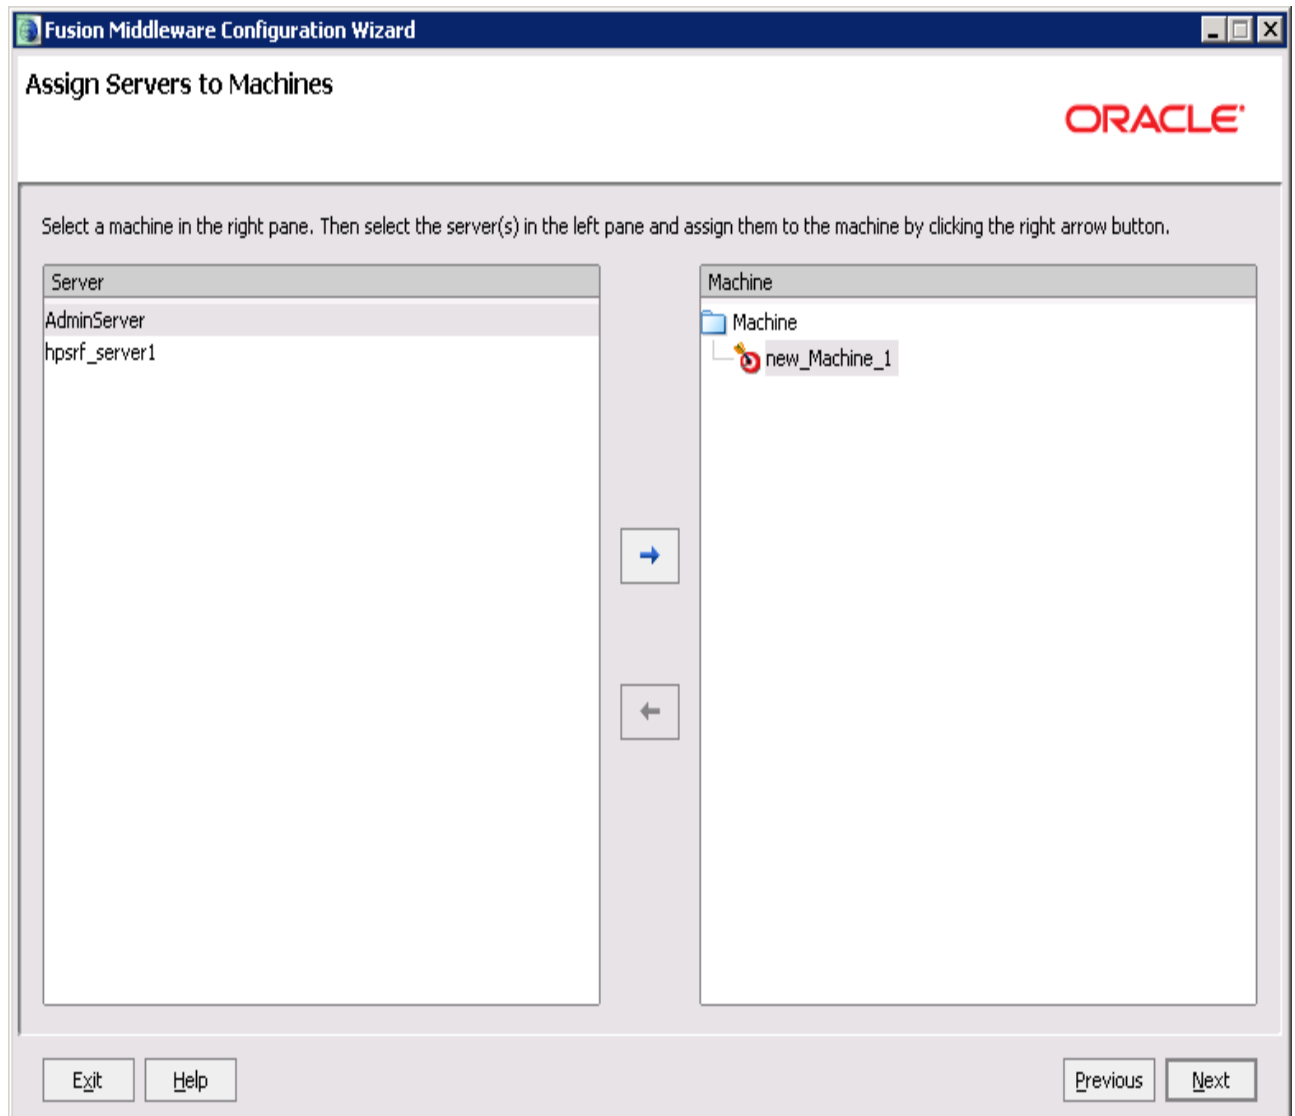 Fusion Middleware Configuration Wizard
Assign Servers to Machines
ORACLE
Select a machine in the right pane. Then select the server(s) in the left pane and assign them to the machine by clicking the right arrow button.
Server
AdminServer
hpsrf_server1
Machine
Machine
new_Machine_1
Exit
Help
Previous
Next